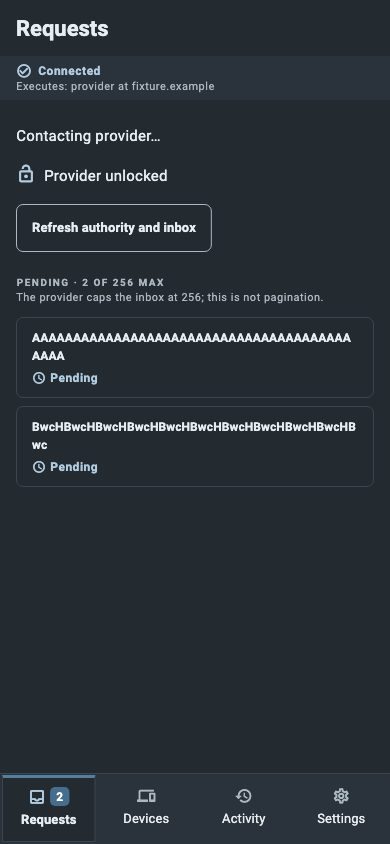 Requests
Connected
Executes: provider at fixture.example
Contacting provider…
Provider unlocked
Refresh authority and inbox
PENDING · 2 OF 256 MAX
The provider caps the inbox at 256; this is not pagination.
AAAAAAAAAAAAAAAAAAAAAAAAAAAAAAAAAAAAAAA
AAAA
Pending
BwcHBwcHBwcHBwcHBwcHBwcHBwcHBwcHBwcHBwcHB
wc
Pending
2
Requests
Devices
Activity
Settings